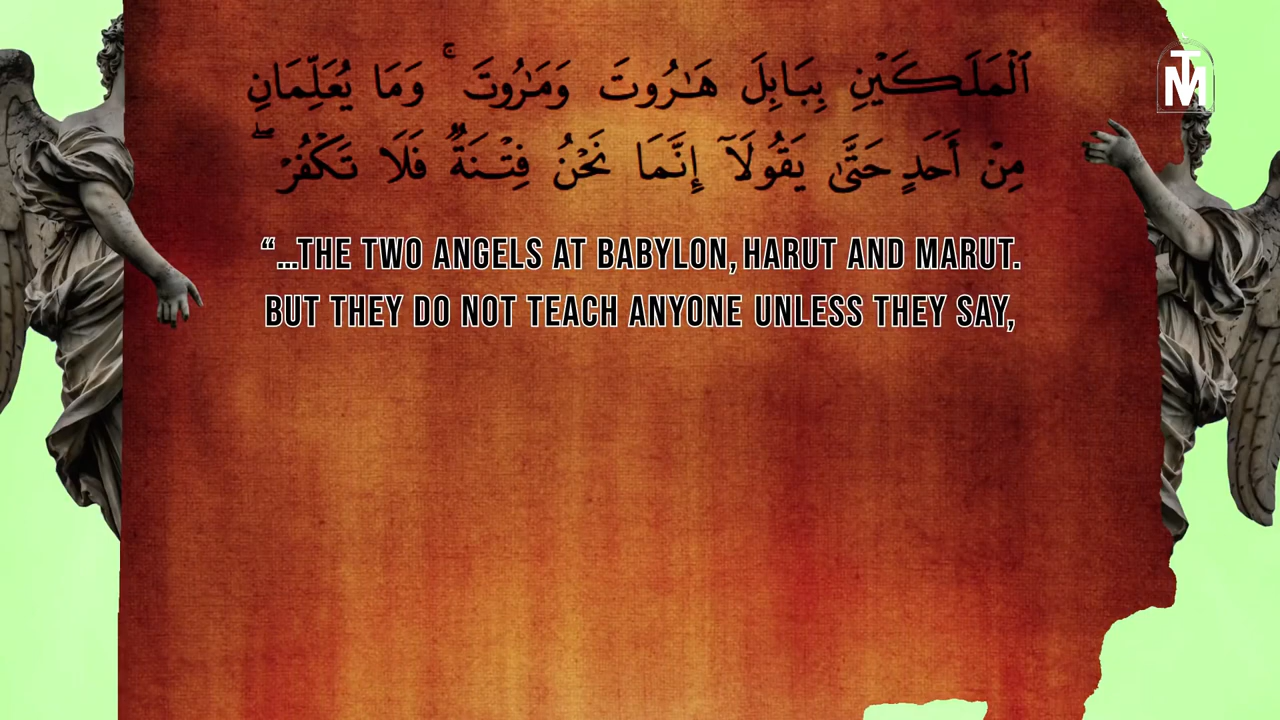 ٱلْمَلَكَيْنِ بِبَابِلَ هَـٰرُوتَ وَمَـٰرُوتَ ۚ وَمَا يُعَلِّمَانِ
مِنْ أَحَدٍ حَتَّىٰ يَقُولَآ إِنَّمَا نَحْنُ فِتْنَةٌ فَلَا تَكْفُرْ ۖ
“...THE TWO ANGELS AT BABYLON, HARUT AND MARUT.
BUT THEY DO NOT TEACH ANYONE UNLESS THEY SAY,
TM